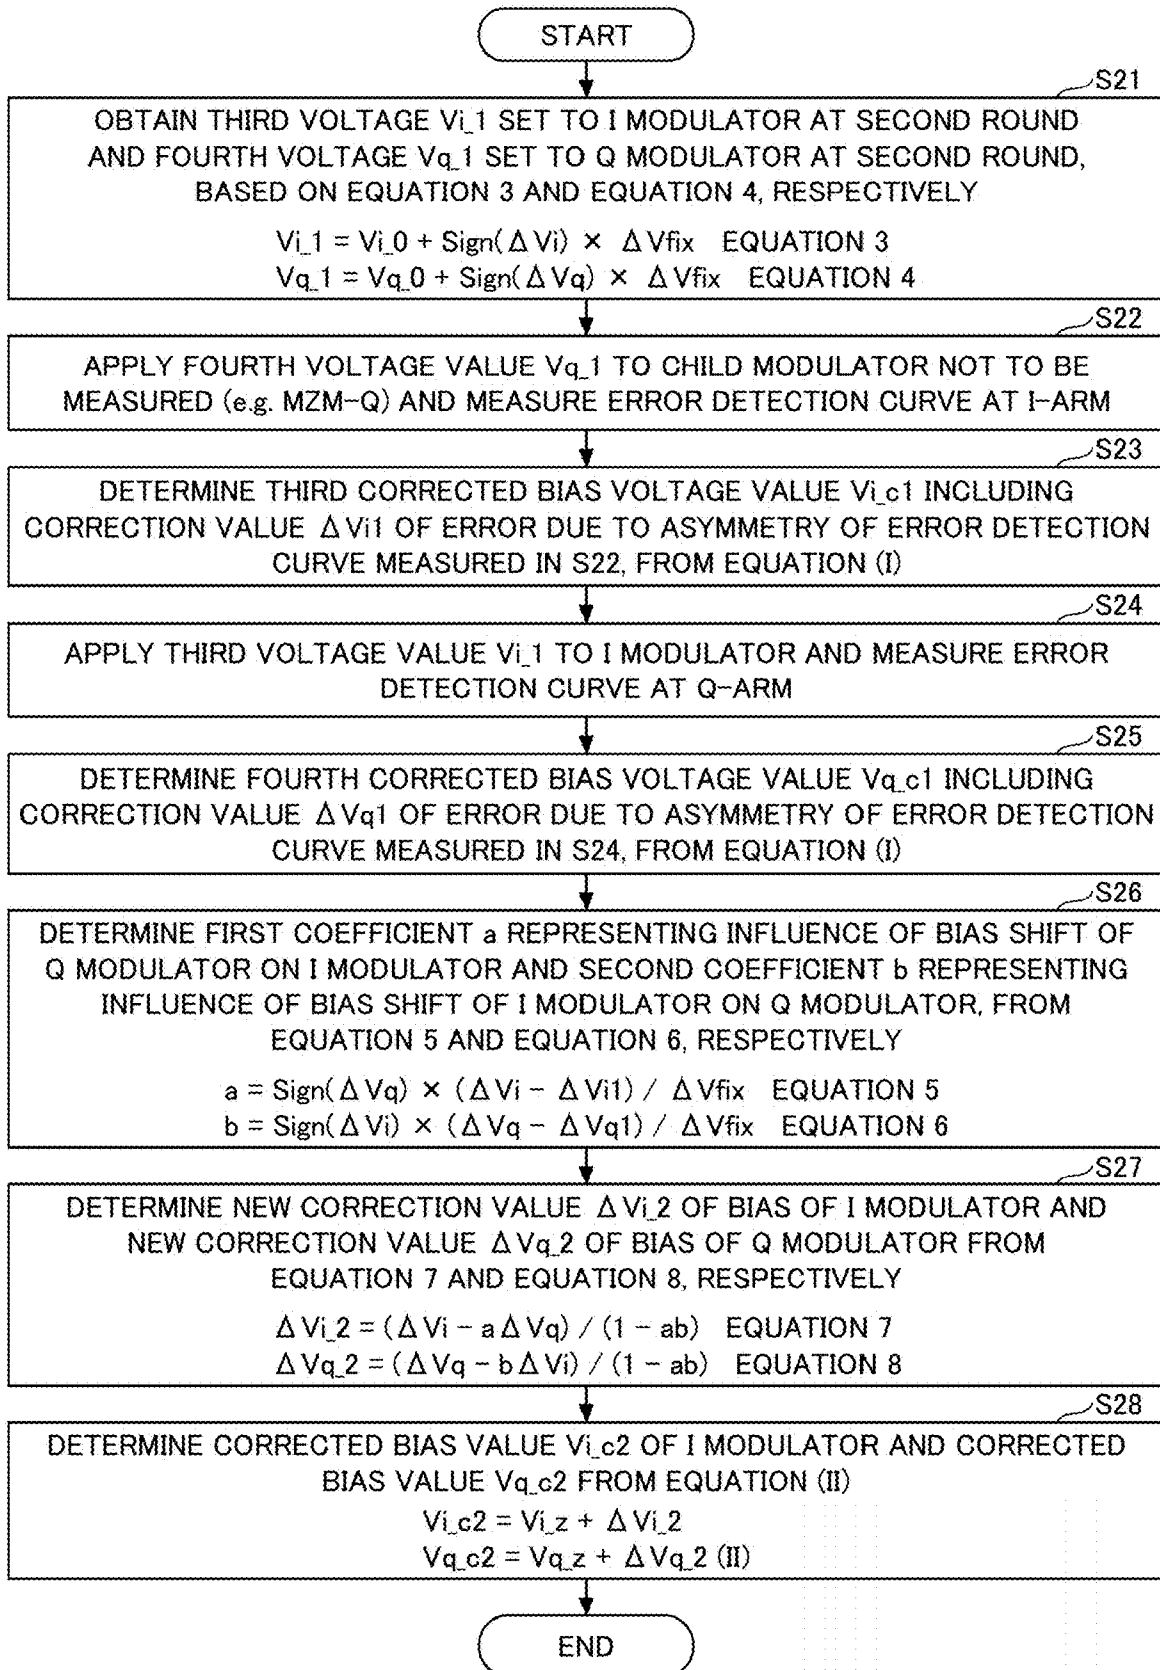 START
S21
OBTAIN THIRD VOLTAGE Vi_1 SET TO I MODULATOR AT SECOND ROUND
AND FOURTH VOLTAGE Vq_1 SET TO Q MODULATOR AT SECOND ROUND,
BASED ON EQUATION 3 AND EQUATION 4, RESPECTIVELY
Vi_1 = Vi_0 + Sign(ΔVi) × ΔVfix EQUATION 3
Vq_1 = Vq_0 + Sign(ΔVq) × ΔVfix EQUATION 4
S22
APPLY FOURTH VOLTAGE VALUE Vq_1 TO CHILD MODULATOR NOT TO BE
MEASURED (e.g. MZM-Q) AND MEASURE ERROR DETECTION CURVE AT I-ARM
S23
DETERMINE THIRD CORRECTED BIAS VOLTAGE VALUE Vi_c1 INCLUDING
CORRECTION VALUE ΔVi1 OF ERROR DUE TO ASYMMETRY OF ERROR DETECTION
CURVE MEASURED IN S22, FROM EQUATION (I)
S24
APPLY THIRD VOLTAGE VALUE Vi_1 TO I MODULATOR AND MEASURE ERROR
DETECTION CURVE AT Q-ARM
S25
DETERMINE FOURTH CORRECTED BIAS VOLTAGE VALUE Vq_c1 INCLUDING
CORRECTION VALUE ΔVq1 OF ERROR DUE TO ASYMMETRY OF ERROR DETECTION
CURVE MEASURED IN S24, FROM EQUATION (I)
S26
DETERMINE FIRST COEFFICIENT a REPRESENTING INFLUENCE OF BIAS SHIFT OF
Q MODULATOR ON I MODULATOR AND SECOND COEFFICIENT b REPRESENTING
INFLUENCE OF BIAS SHIFT OF I MODULATOR ON Q MODULATOR, FROM
EQUATION 5 AND EQUATION 6, RESPECTIVELY
a = Sign(ΔVq) × (ΔVi - ΔVi1) / ΔVfix EQUATION 5
b = Sign(ΔVi) × (ΔVq - ΔVq1) / ΔVfix EQUATION 6
S27
DETERMINE NEW CORRECTION VALUE ΔVi_2 OF BIAS OF I MODULATOR AND
NEW CORRECTION VALUE ΔVq_2 OF BIAS OF Q MODULATOR FROM
EQUATION 7 AND EQUATION 8, RESPECTIVELY
ΔVi_2 = (ΔVi - aΔVq) / (1 - ab) EQUATION 7
ΔVq_2 = (ΔVq - bΔVi) / (1 - ab) EQUATION 8
S28
DETERMINE CORRECTED BIAS VALUE Vi_c2 OF I MODULATOR AND CORRECTED
BIAS VALUE Vq_c2 FROM EQUATION (II)
Vi_c2 = Vi_z + ΔVi_2
Vq_c2 = Vq_z + ΔVq_2 (II)
END